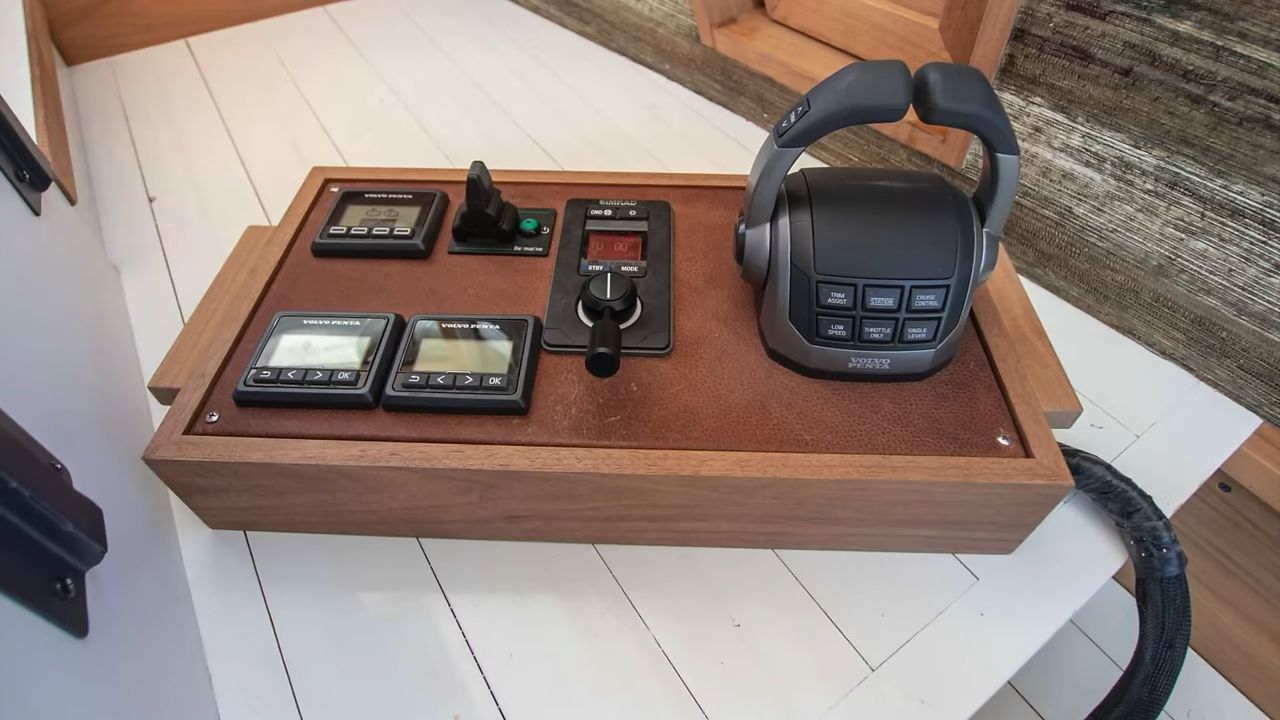 VOLVO PENTA
SIMRAD
CMD
STBY MODE
VOLVO PENTA
OK
VOLVO PENTA
OK
TRIM ASSIST
STATION
CRUISE CONTROL
LOW SPEED
THROTTLE ONLY
SINGLE LEVER
VOLVO
PENTA